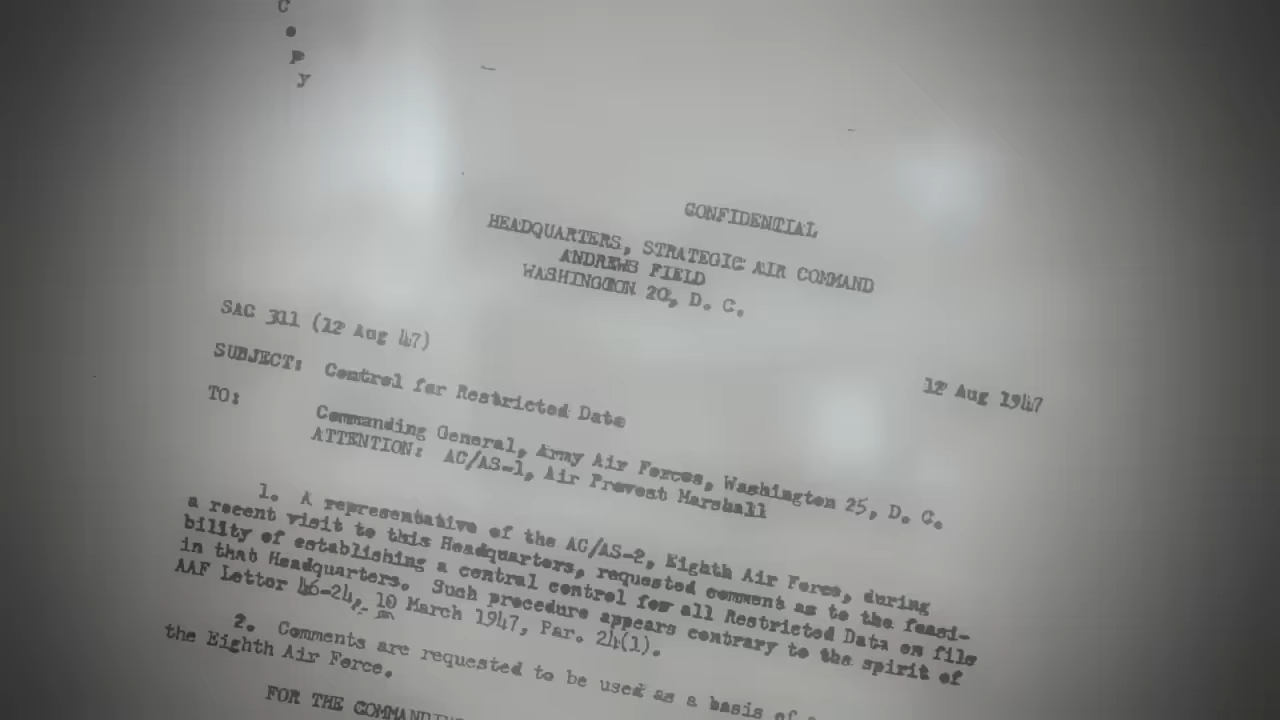 C
o
p
y
CONFIDENTIAL
HEADQUARTERS, STRATEGIC AIR COMMAND
ANDREWS FIELD
WASHINGTON 20, D. C.
SAC 311 (12 Aug 47)
12 Aug 1947
SUBJECT: Control for Restricted Data
TO:
Commanding General, Army Air Forces, Washington 25, D. C.
ATTENTION: AC/AS-1, Air Provost Marshall
1. A representative of the AC/AS-2, Eighth Air Force, during
a recent visit to this Headquarters, requested comment as to the feasi-
bility of establishing a central control for all Restricted Data on file
in that Headquarters. Such procedure appears contrary to the spirit of
AAF Letter 46-24, 10 March 1947, Par. 24(1).
2. Comments are requested to be used as a basis of
the Eighth Air Force.
FOR THE COMMANDING